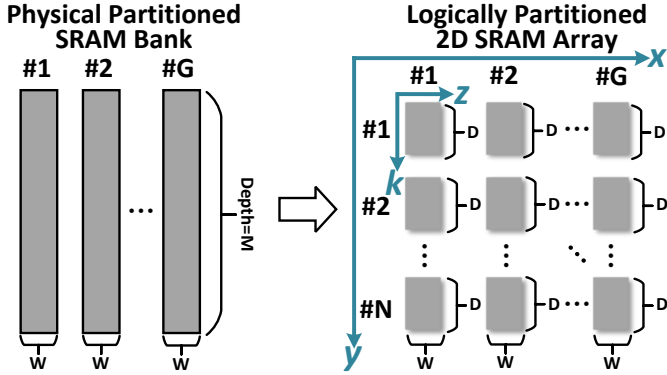 Physical Partitioned
SRAM Bank
#1 #2 #G
...
Depth=M
W W W
Logically Partitioned
2D SRAM Array
x
#1 #2 #G
z
#1 D D ... D
k
#2 D D ... D
#N D D ... D
y
W W W